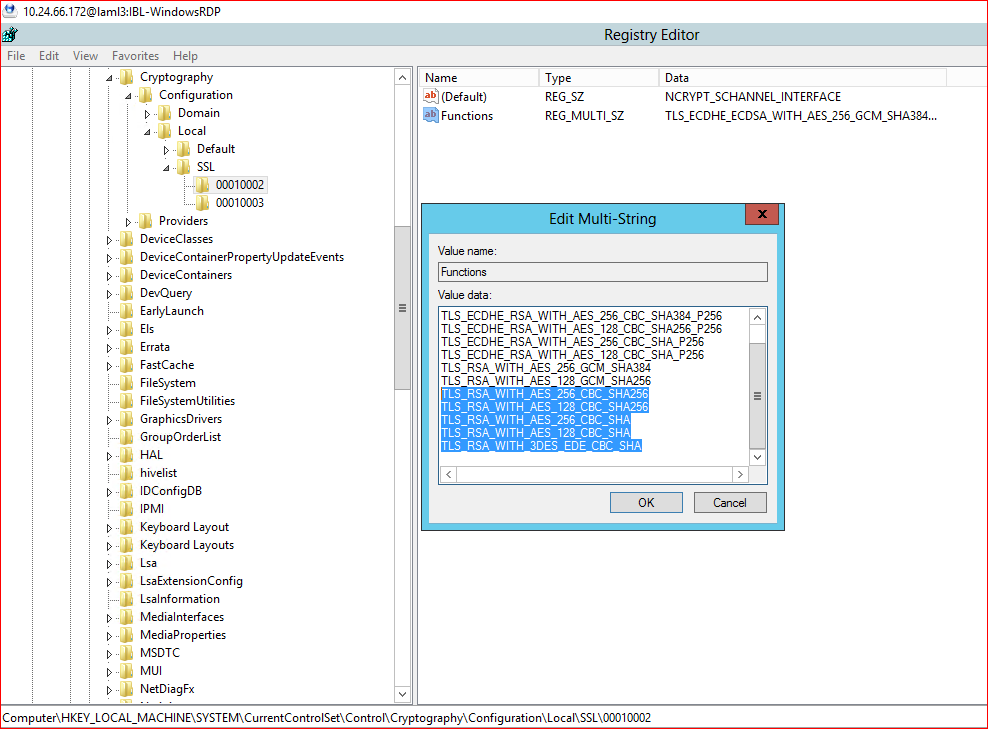 10.24.66.172@Iaml3:IBL-WindowsRDP
Registry Editor
File Edit View Favorites Help
Cryptography
Configuration
Domain
Local
Default
SSL
00010002
00010003
Providers
DeviceClasses
DeviceContainerPropertyUpdateEvents
DeviceContainers
DevQuery
EarlyLaunch
Els
Errata
FastCache
FileSystem
FileSystemUtilities
GraphicsDrivers
GroupOrderList
HAL
hivelist
IDConfigDB
IPMI
Keyboard Layout
Keyboard Layouts
Lsa
LsaExtensionConfig
LsaInformation
MediaInterfaces
MediaProperties
MSDTC
MUI
NetDiagFx
Name Type Data
ab (Default) REG_SZ NCRYPT_SCHANNEL_INTERFACE
ab Functions REG_MULTI_SZ TLS_ECDHE_ECDSA_WITH_AES_256_GCM_SHA384...
Edit Multi-String
x
Value name:
Functions
Value data:
TLS_ECDHE_RSA_WITH_AES_256_CBC_SHA384_P256
TLS_ECDHE_RSA_WITH_AES_128_CBC_SHA256_P256
TLS_ECDHE_RSA_WITH_AES_256_CBC_SHA_P256
TLS_ECDHE_RSA_WITH_AES_128_CBC_SHA_P256
TLS_RSA_WITH_AES_256_GCM_SHA384
TLS_RSA_WITH_AES_128_GCM_SHA256
TLS_RSA_WITH_AES_256_CBC_SHA256
TLS_RSA_WITH_AES_128_CBC_SHA256
TLS_RSA_WITH_AES_256_CBC_SHA
TLS_RSA_WITH_AES_128_CBC_SHA
TLS_RSA_WITH_3DES_EDE_CBC_SHA
OK Cancel
Computer\HKEY_LOCAL_MACHINE\SYSTEM\CurrentControlSet\Control\Cryptography\Configuration\Local\SSL\00010002